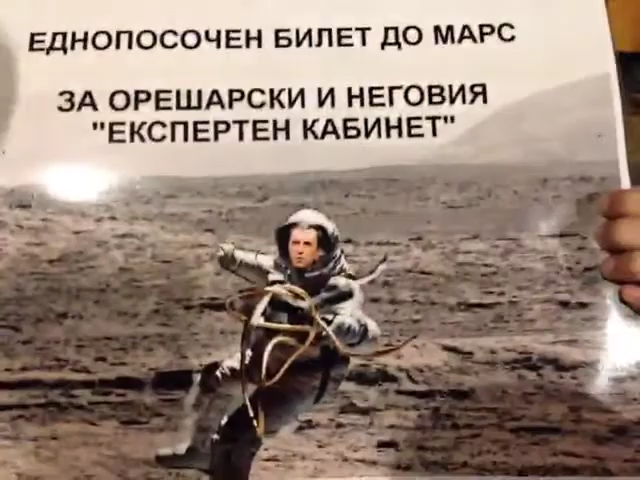 ЕДНОПОСОЧЕН БИЛЕТ ДО МАРС
ЗА ОРЕШАРСКИ И НЕГОВИЯ
"ЕКСПЕРТЕН КАБИНЕТ"